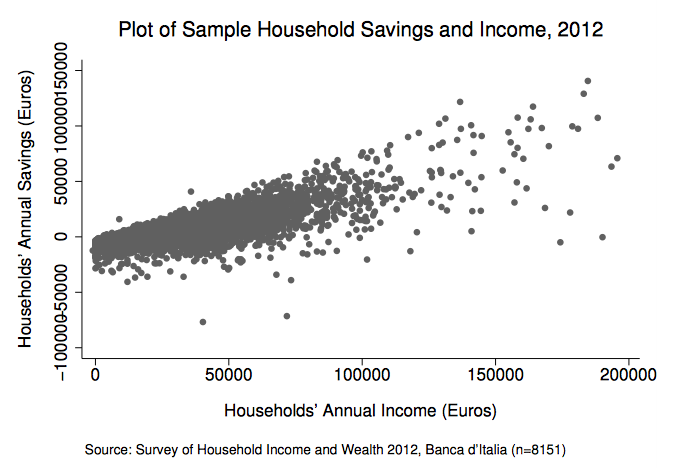 Plot of Sample Household Savings and Income, 2012
Households’ Annual Savings (Euros)
150000
100000
50000
0
−50000
−100000
0 50000 100000 150000 200000
Households’ Annual Income (Euros)
Source: Survey of Household Income and Wealth 2012, Banca d’Italia (n=8151)